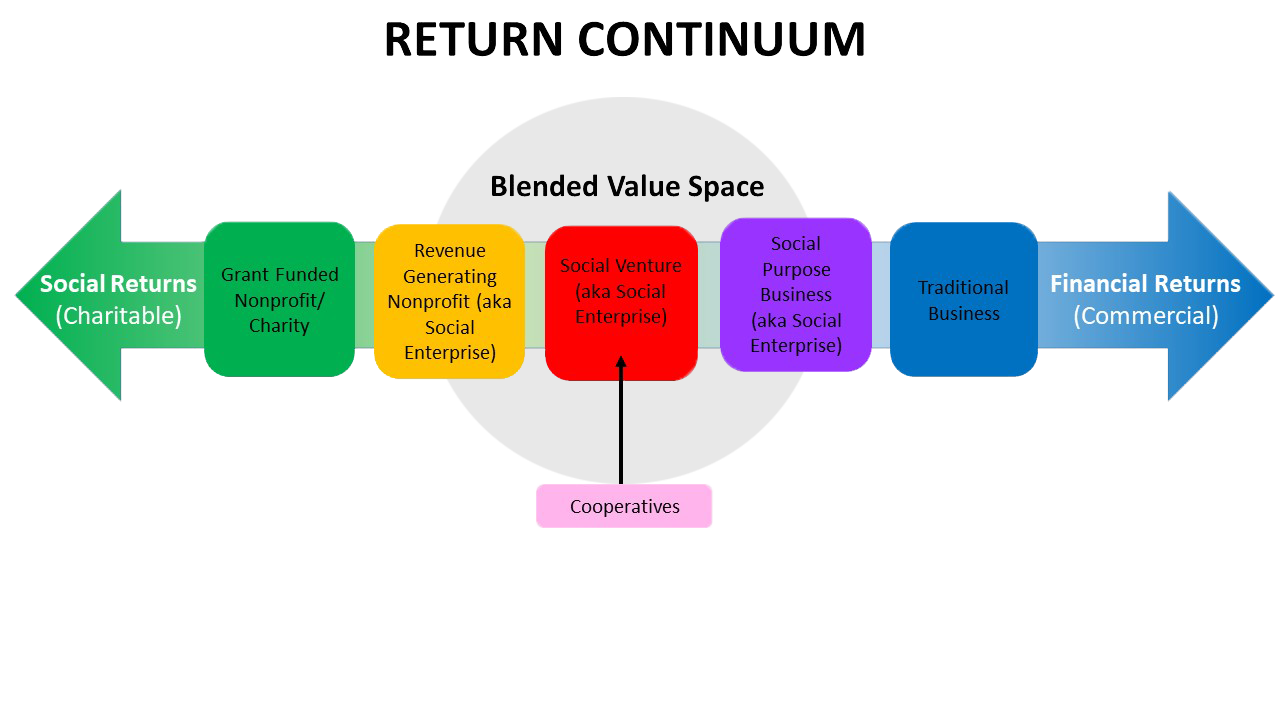 RETURN CONTINUUM
Blended Value Space
Social Returns
(Charitable)
Grant Funded
Nonprofit/
Charity
Revenue
Generating
Nonprofit (aka
Social
Enterprise)
Social Venture
(aka Social
Enterprise)
Social
Purpose
Business
(aka Social
Enterprise)
Traditional
Business
Financial Returns
(Commercial)
Cooperatives